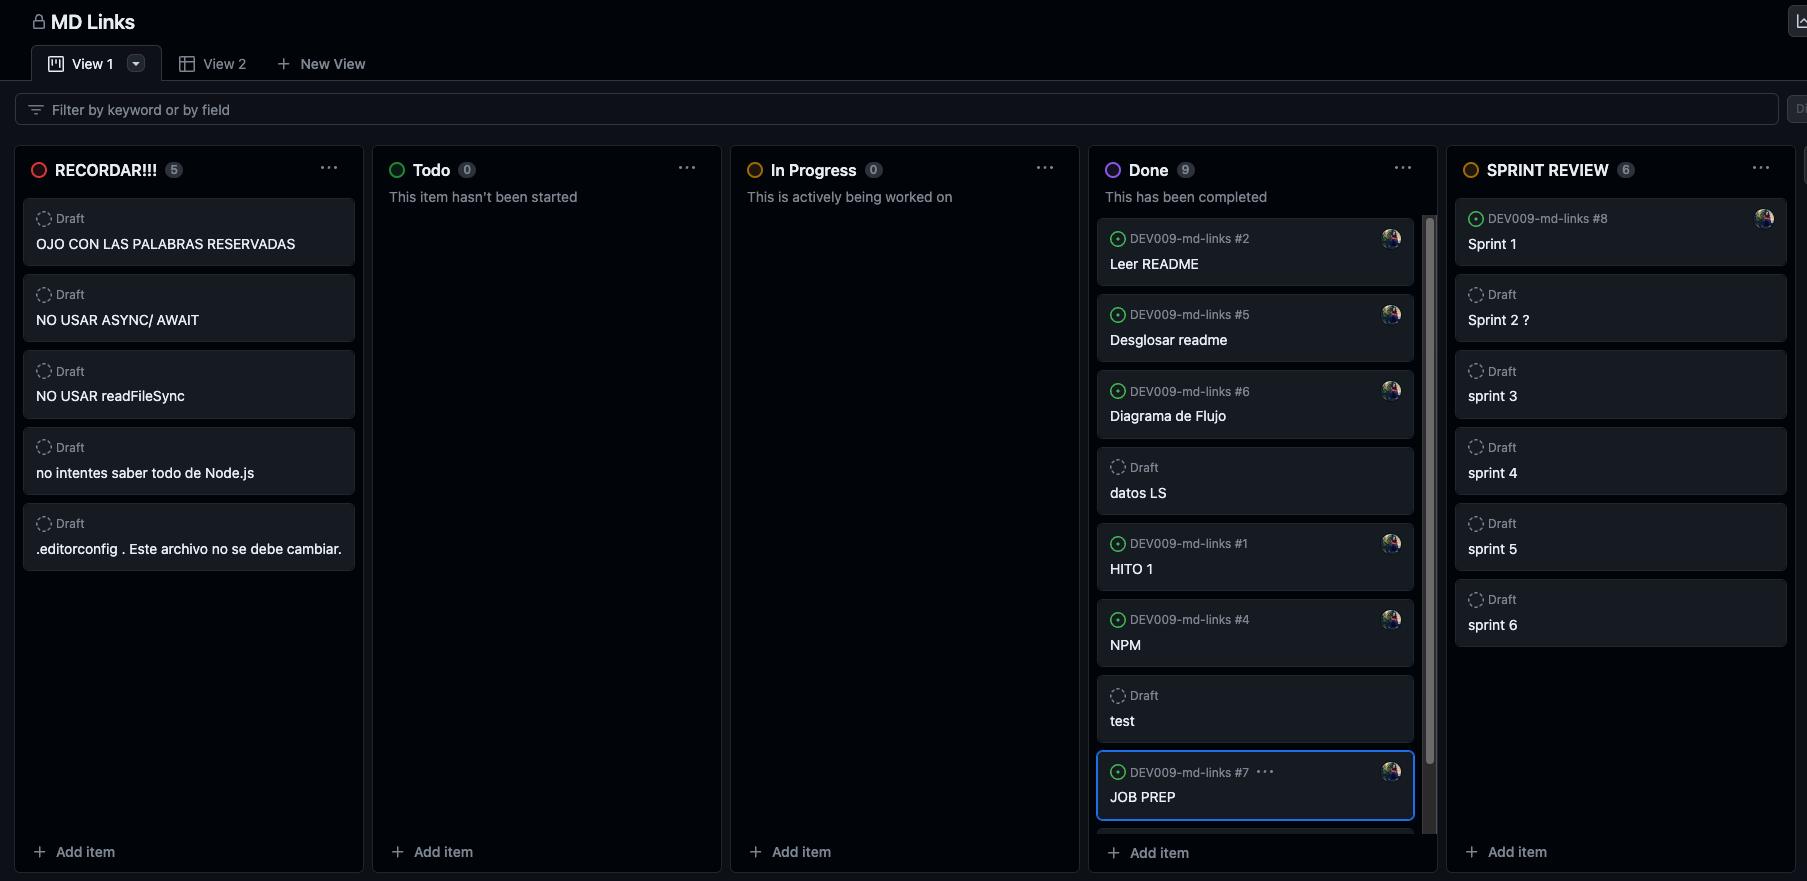 MD Links
View 1
View 2
New View
Filter by keyword or by field
RECORDAR!!! 5
Draft
OJO CON LAS PALABRAS RESERVADAS
Draft
NO USAR ASYNC/ AWAIT
Draft
NO USAR readFileSync
Draft
no intentes saber todo de Node.js
Draft
.editorconfig . Este archivo no se debe cambiar.
Add item
Todo 0
This item hasn't been started
Add item
In Progress 0
This is actively being worked on
Add item
Done 9
This has been completed
DEV009-md-links #2
Leer README
DEV009-md-links #5
Desglosar readme
DEV009-md-links #6
Diagrama de Flujo
Draft
datos LS
DEV009-md-links #1
HITO 1
DEV009-md-links #4
NPM
Draft
test
DEV009-md-links #7
JOB PREP
Add item
SPRINT REVIEW 6
DEV009-md-links #8
Sprint 1
Draft
Sprint 2 ?
Draft
sprint 3
Draft
sprint 4
Draft
sprint 5
Draft
sprint 6
Add item